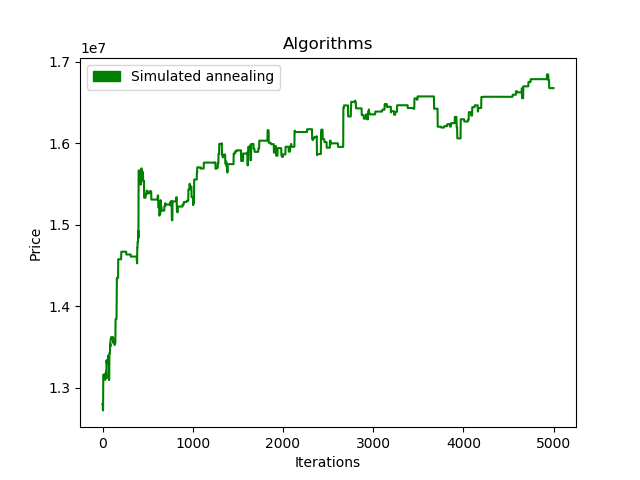 Algorithms
1e7
Simulated annealing
1.7
1.6
1.5
1.4
1.3
Price
0 1000 2000 3000 4000 5000
Iterations